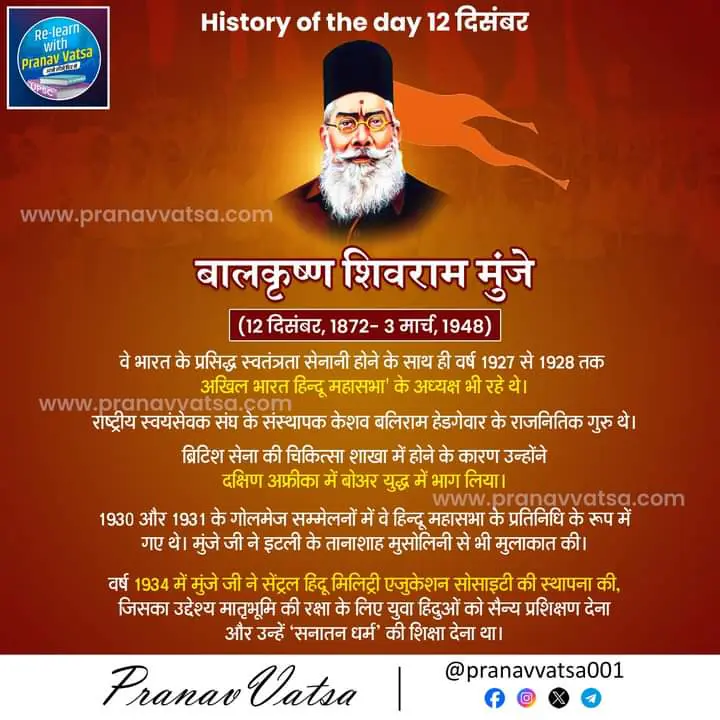 History of the day 12 दिसंबर
Re-learn
with
Pranav Vatsa
UPSC
www.pranavvatsa.com
बालकृष्ण शिवराम मुंजे
(12 दिसंबर, 1872- 3 मार्च, 1948)
वे भारत के प्रसिद्ध स्वतंत्रता सेनानी होने के साथ ही वर्ष 1927 से 1928 तक
अखिल भारत हिन्दू महासभा' के अध्यक्ष भी रहे थे।
www.pranavvatsa.com
राष्ट्रीय स्वयंसेवक संघ के संस्थापक केशव बलिराम हेडगेवार के राजनितिक गुरु थे।
ब्रिटिश सेना की चिकित्सा शाखा में होने के कारण उन्होंने
दक्षिण अफ्रीका में बोअर युद्ध में भाग लिया।
www.pranavvatsa.com
1930 और 1931 के गोलमेज सम्मेलनों में वे हिन्दू महासभा के प्रतिनिधि के रूप में
गए थे। मुंजे जी ने इटली के तानाशाह मुसोलिनी से भी मुलाकात की।
वर्ष 1934 में मुंजे जी ने सेंट्रल हिंदू मिलिट्री एजुकेशन सोसाइटी की स्थापना की,
जिसका उद्देश्य मातृभूमि की रक्षा के लिए युवा हिदुओं को सैन्य प्रशिक्षण देना
और उन्हें ‘सनातन धर्म’ की शिक्षा देना था।
Pranav Vatsa
@pranavvatsa001